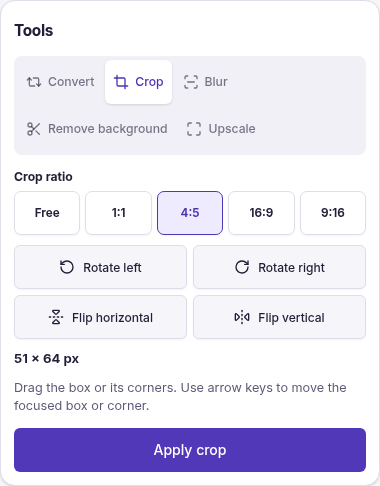 Tools
Convert Crop Blur
Remove background Upscale
Crop ratio
Free 1:1 4:5 16:9 9:16
Rotate left Rotate right
Flip horizontal Flip vertical
51 × 64 px
Drag the box or its corners. Use arrow keys to move the
focused box or corner.
Apply crop